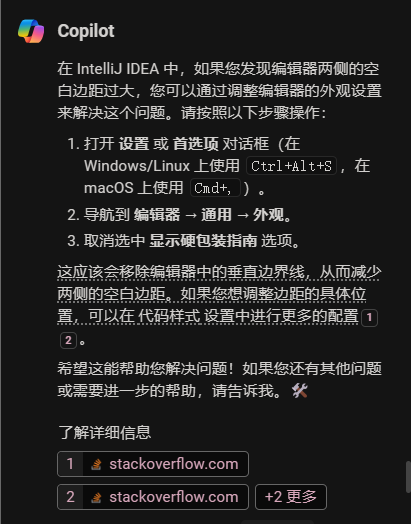 Copilot
在 IntelliJ IDEA 中，如果您发现编辑器两侧的空
白边距过大，您可以通过调整编辑器的外观设置
来解决这个问题。请按照以下步骤操作：
1. 打开 设置 或 首选项 对话框（在
Windows/Linux 上使用 Ctrl+Alt+S，在
macOS 上使用 Cmd+,）。
2. 导航到 编辑器 → 通用 → 外观。
3. 取消选中 显示硬包装指南 选项。
这应该会移除编辑器中的垂直边界线，从而减少
两侧的空白边距。如果您想调整边距的具体位
置，可以在 代码样式 设置中进行更多的配置 1
2 。
希望这能帮助您解决问题！如果您还有其他问题
或需要进一步的帮助，请告诉我。🛠️
了解详细信息
1 stackoverflow.com
2 stackoverflow.com +2 更多